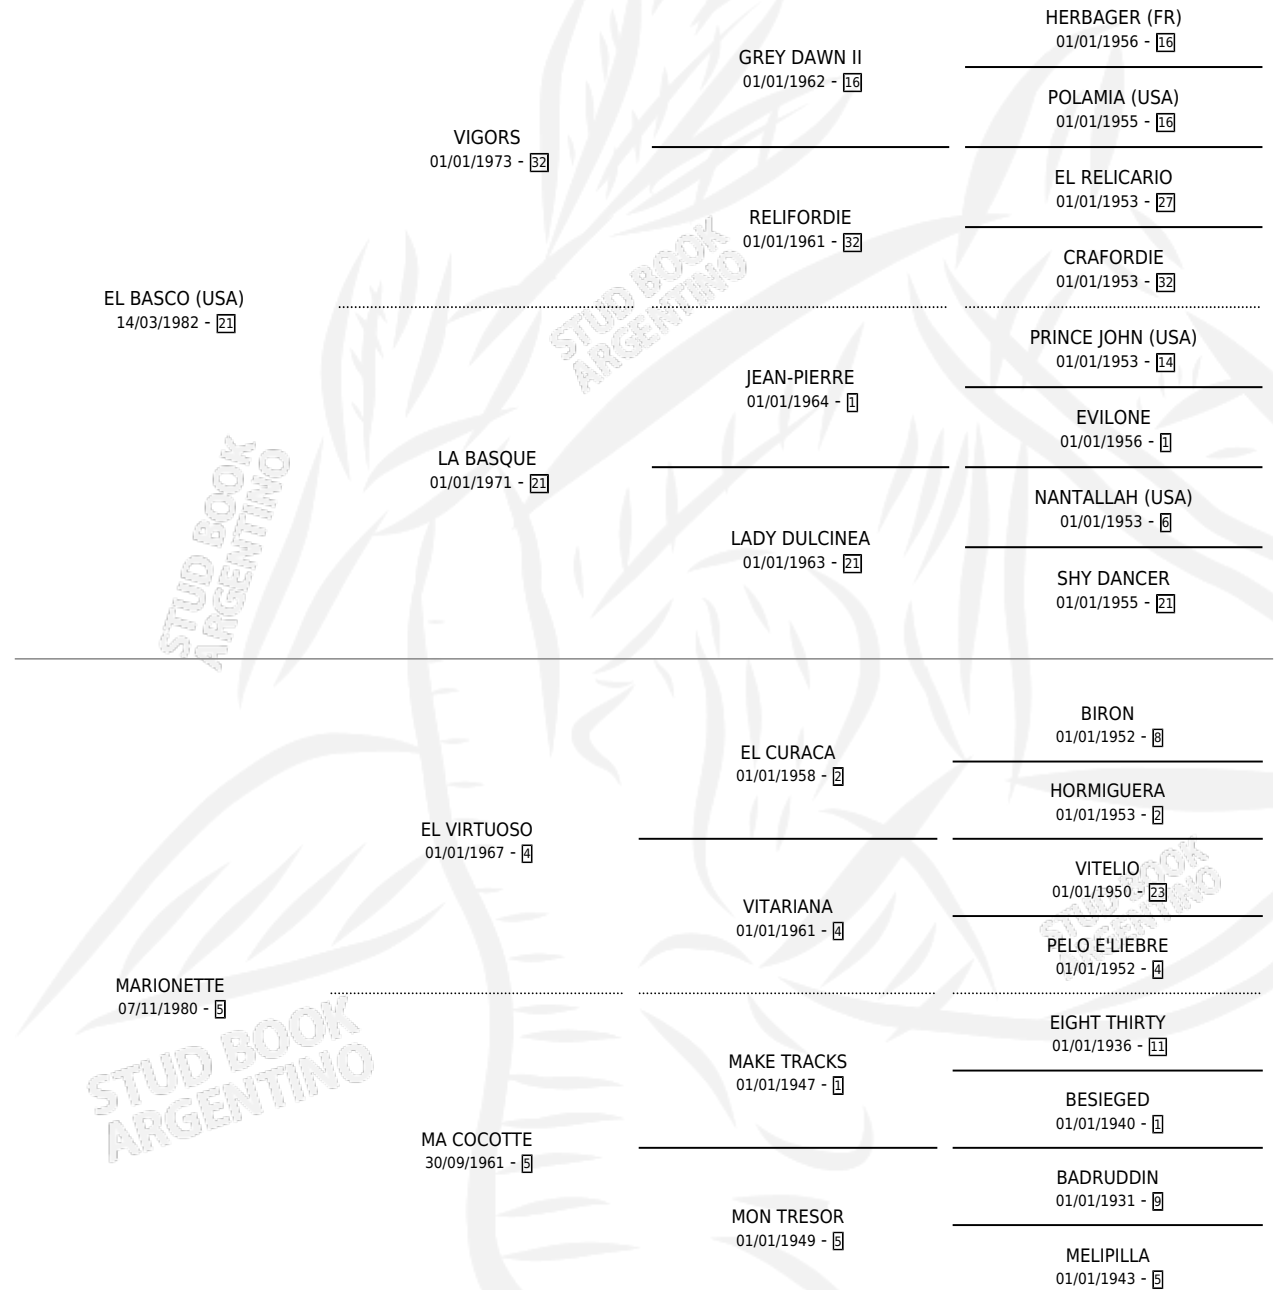 HERBAGER (FR)
01/01/1956 - 16
GREY DAWN II
01/01/1962 - 16
POLAMIA (USA)
01/01/1955 - 16
VIGORS
01/01/1973 - 32
EL RELICARIO
01/01/1953 - 27
RELIFORDIE
01/01/1961 - 32
CRAFORDIE
01/01/1953 - 32
EL BASCO (USA)
14/03/1982 - 21
STUD BOOK
ARGENTINO
PRINCE JOHN (USA)
01/01/1953 - 14
JEAN-PIERRE
01/01/1964 - 1
EVILONE
01/01/1956 - 1
LA BASQUE
01/01/1971 - 21
STUD BOOK
ARGENTINO
NANTALLAH (USA)
01/01/1953 - 6
LADY DULCINEA
01/01/1963 - 21
SHY DANCER
01/01/1955 - 21
BIRON
01/01/1952 - 8
EL CURACA
01/01/1958 - 2
HORMIGUERA
01/01/1953 - 2
EL VIRTUOSO
01/01/1967 - 4
VITELIO
01/01/1950 - 23
STUD BOOK
ARGENTINO
VITARIANA
01/01/1961 - 4
PELO E'LIEBRE
01/01/1952 - 4
MARIONETTE
07/11/1980 - 5
STUD BOOK
ARGENTINO
EIGHT THIRTY
01/01/1936 - 11
MAKE TRACKS
01/01/1947 - 1
BESIEGED
01/01/1940 - 1
MA COCOTTE
30/09/1961 - 5
BADRUDDIN
01/01/1931 - 9
MON TRESOR
01/01/1949 - 5
MELIPILLA
01/01/1943 - 5